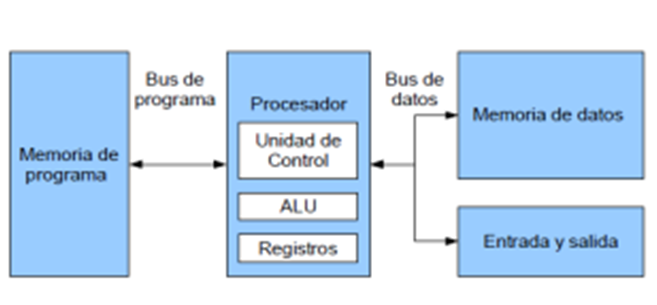 Memoria de
programa
Bus de
programa
Procesador
Unidad de
Control
ALU
Registros
Bus de
datos
Memoria de datos
Entrada y salida